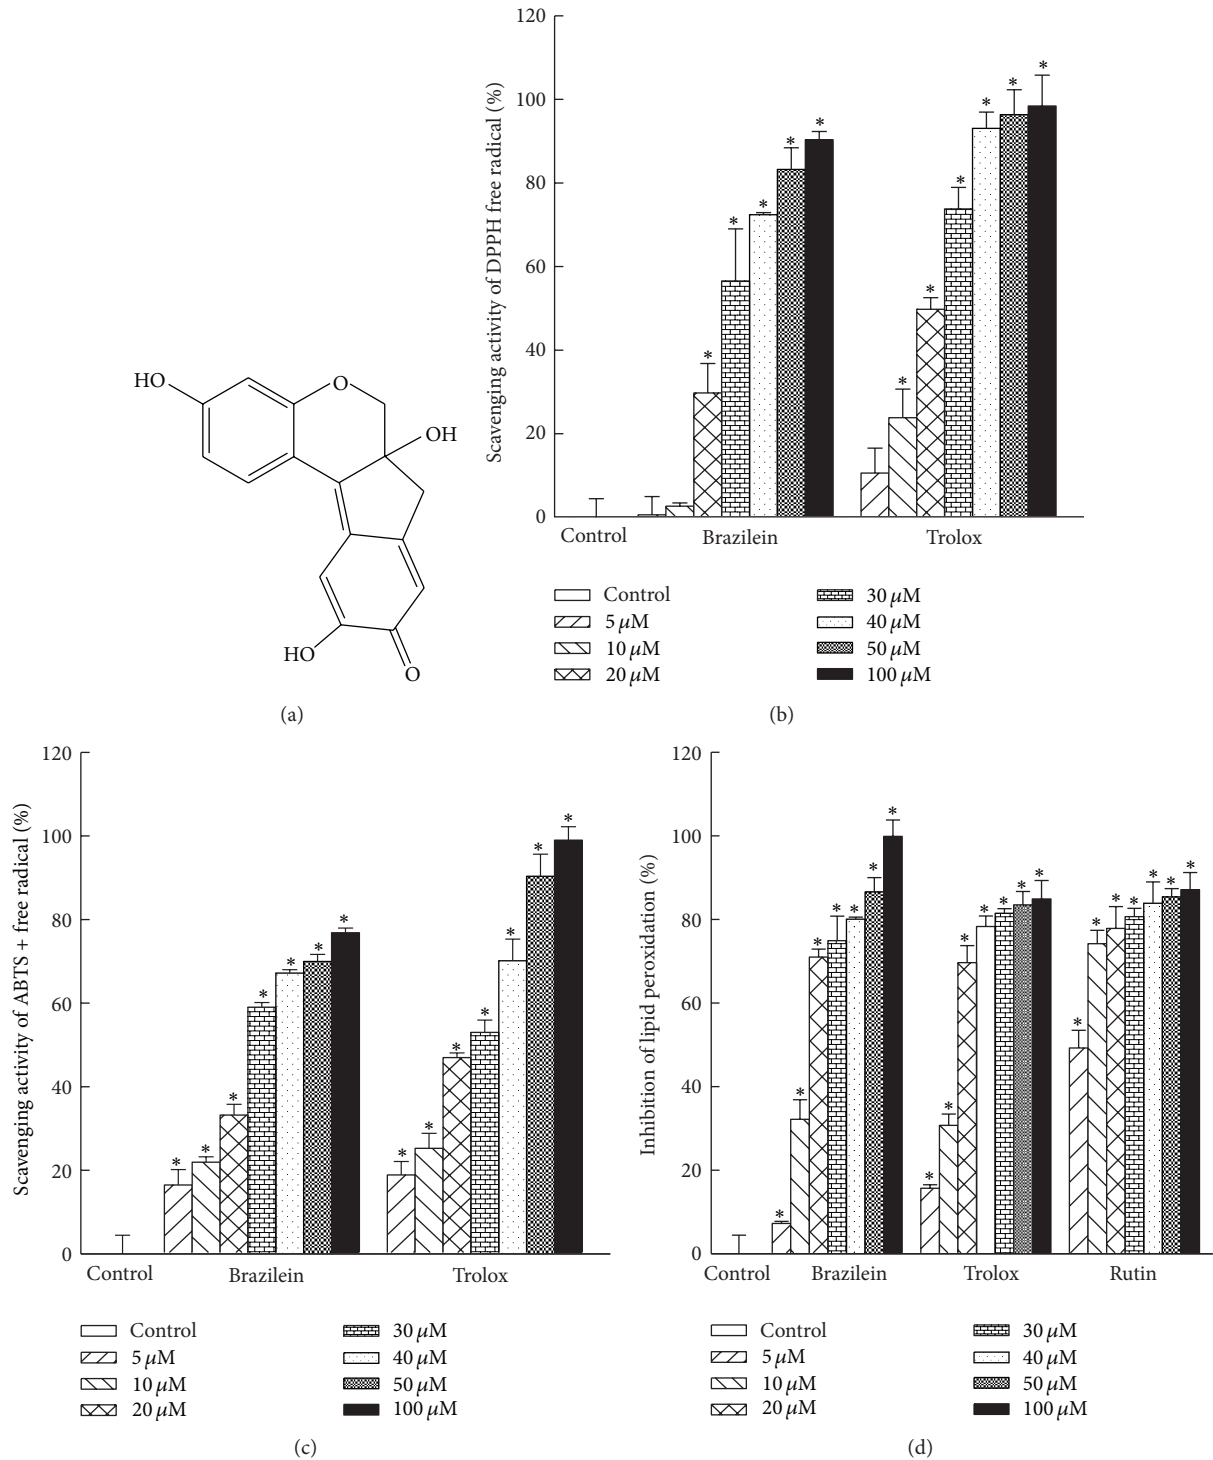 HO
O
OH
HO
O
(a)
Scavenging activity of DPPH free radical (%)
120
100
80
60
40
20
0
* * * * * * * * * * *
Control Brazilein Trolox
Control 30 μM
5 μM 40 μM
10 μM 50 μM
20 μM 100 μM
(b)
Scavenging activity of ABTS + free radical (%)
120
100
80
60
40
20
0
* * * * * * * * * * * * * *
Control Brazilein Trolox
Control 30 μM
5 μM 40 μM
10 μM 50 μM
20 μM 100 μM
(c)
Inhibition of lipid peroxidation (%)
120
100
80
60
40
20
0
* * * * * * * * * * * * * * * * * * * * *
Control Brazilein Trolox Rutin
Control 30 μM
5 μM 40 μM
10 μM 50 μM
20 μM 100 μM
(d)